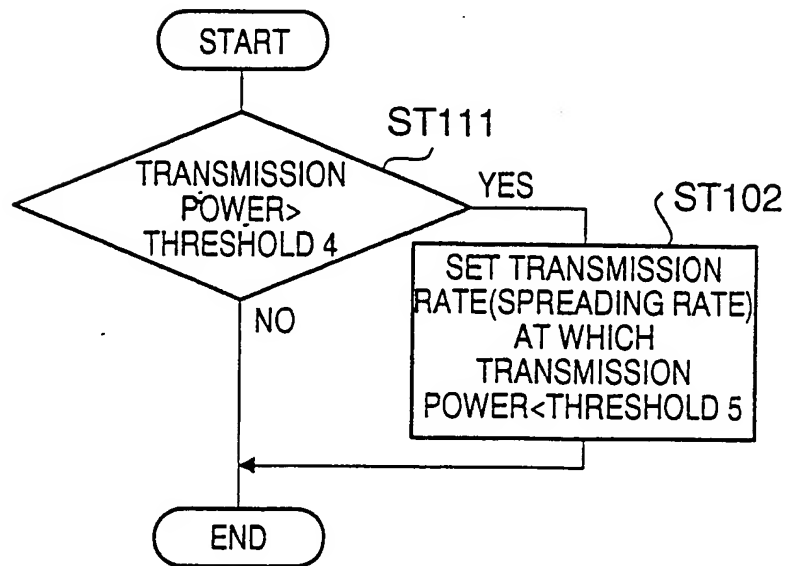 START
ST111
TRANSMISSION
POWER>
THRESHOLD 4
YES
ST102
SET TRANSMISSION
RATE(SPREADING RATE)
AT WHICH
TRANSMISSION
POWER<THRESHOLD 5
NO
END